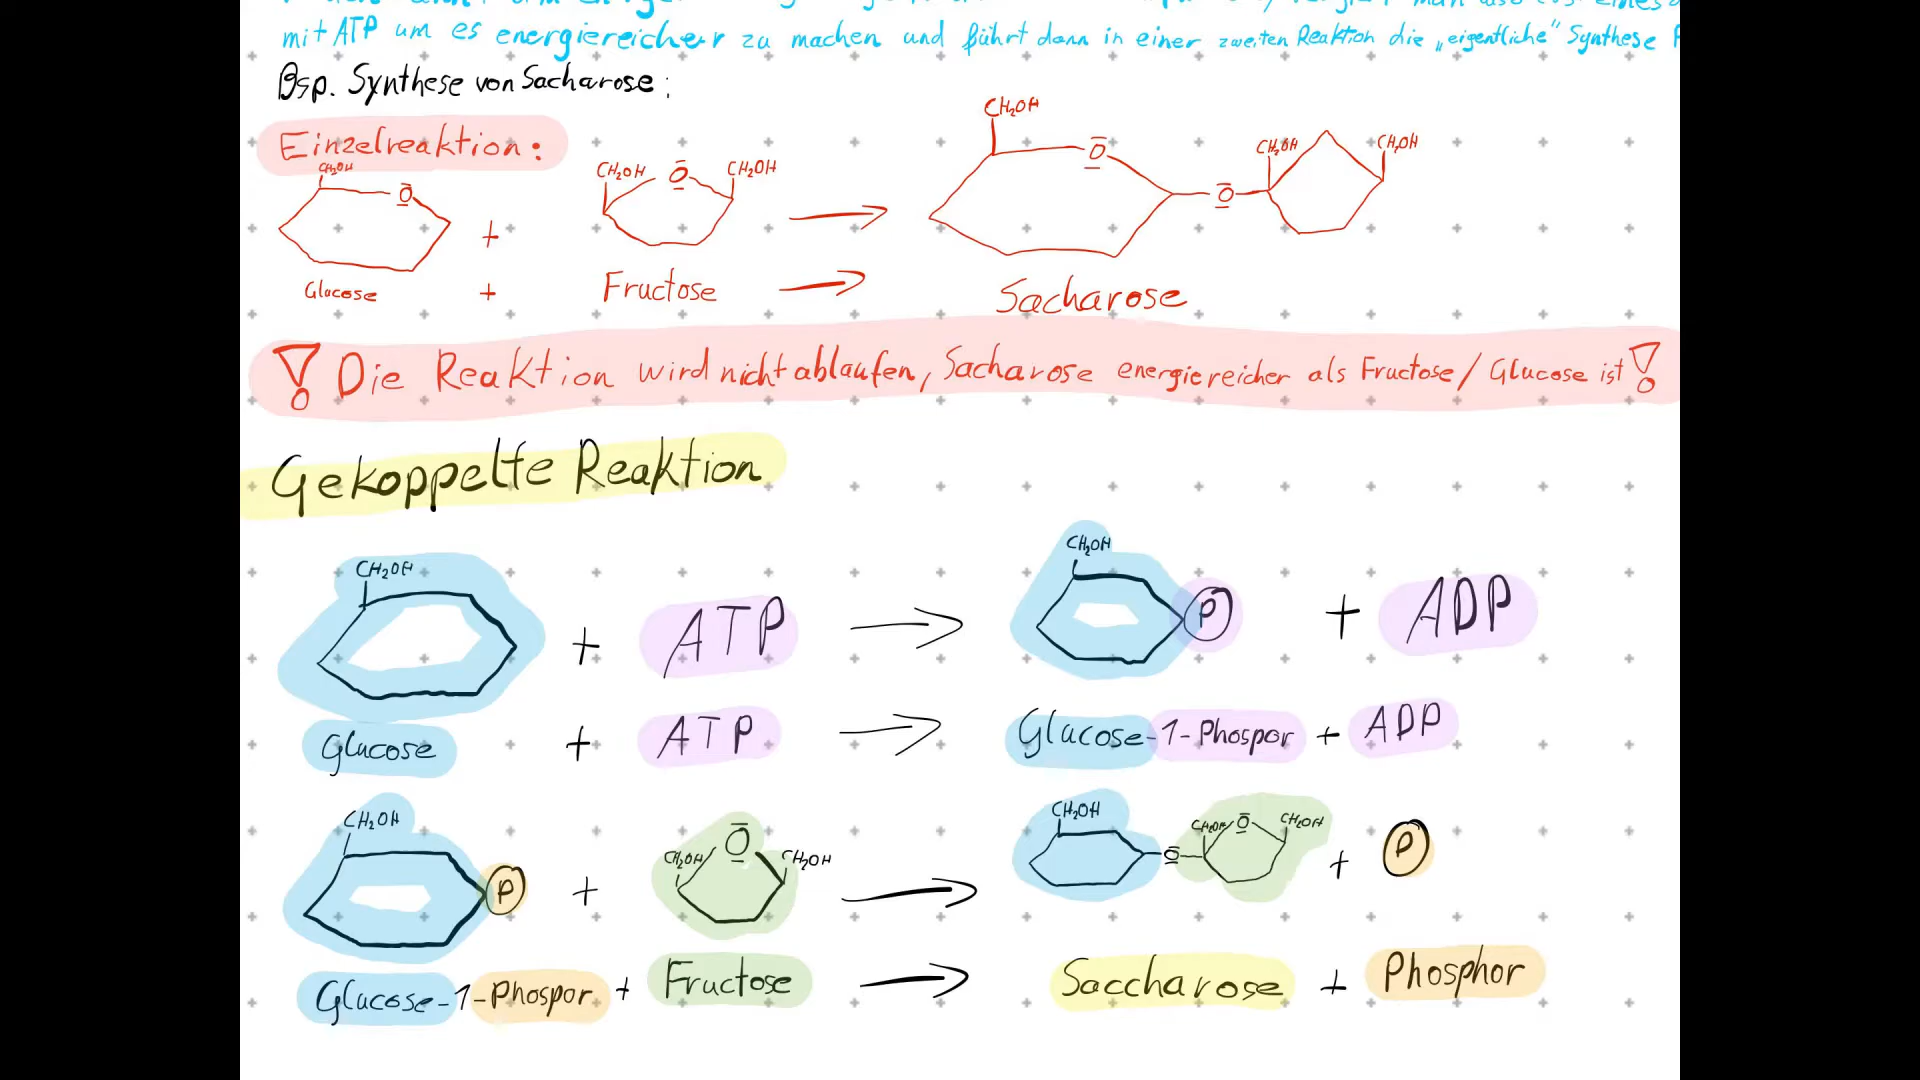 mit ATP um es energiereicher zu machen und führt dann in einer zweiten Reaktion die „eigentliche“ Synthese
Bsp. Synthese von Sacharose:
Einzelreaktion:
CH₂OH O̲̅ + CH₂OH O̲̅ CH₂OH → CH₂OH O̲̅ O̲̅ CH₂OH CH₂OH
Glucose + Fructose → Sacharose
! Die Reaktion wird nicht ablaufen, Sacharose energiereicher als Fructose/Glucose ist !
Gekoppelte Reaktion
CH₂OH + ATP → CH₂OH P + ADP
Glucose + ATP → Glucose-1-Phospor + ADP
CH₂OH P + CH₂OH O̅ CH₂OH → CH₂OH O̲̅ CH₂OH O̲̅ CH₂OH + P
Glucose-1-Phospor + Fructose → Saccharose + Phosphor